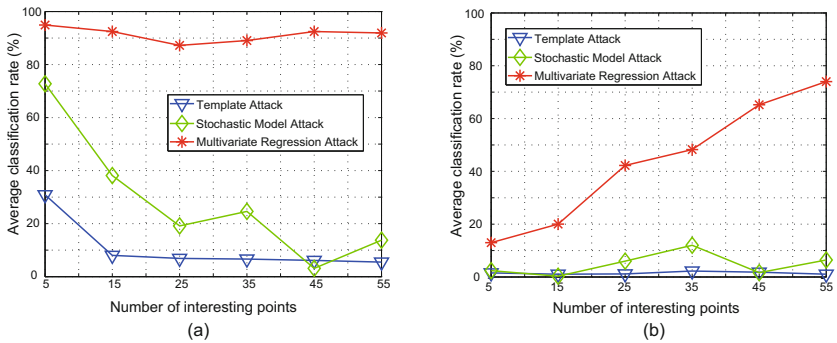 100
80
60
40
20
0
5
15
25
35
45
55
Average classification rate (%)
Number of interesting points
Template Attack
Stochastic Model Attack
Multivariate Regression Attack
(a)
100
80
60
40
20
0
5
15
25
35
45
55
Average classification rate (%)
Number of interesting points
Template Attack
Stochastic Model Attack
Multivariate Regression Attack
(b)